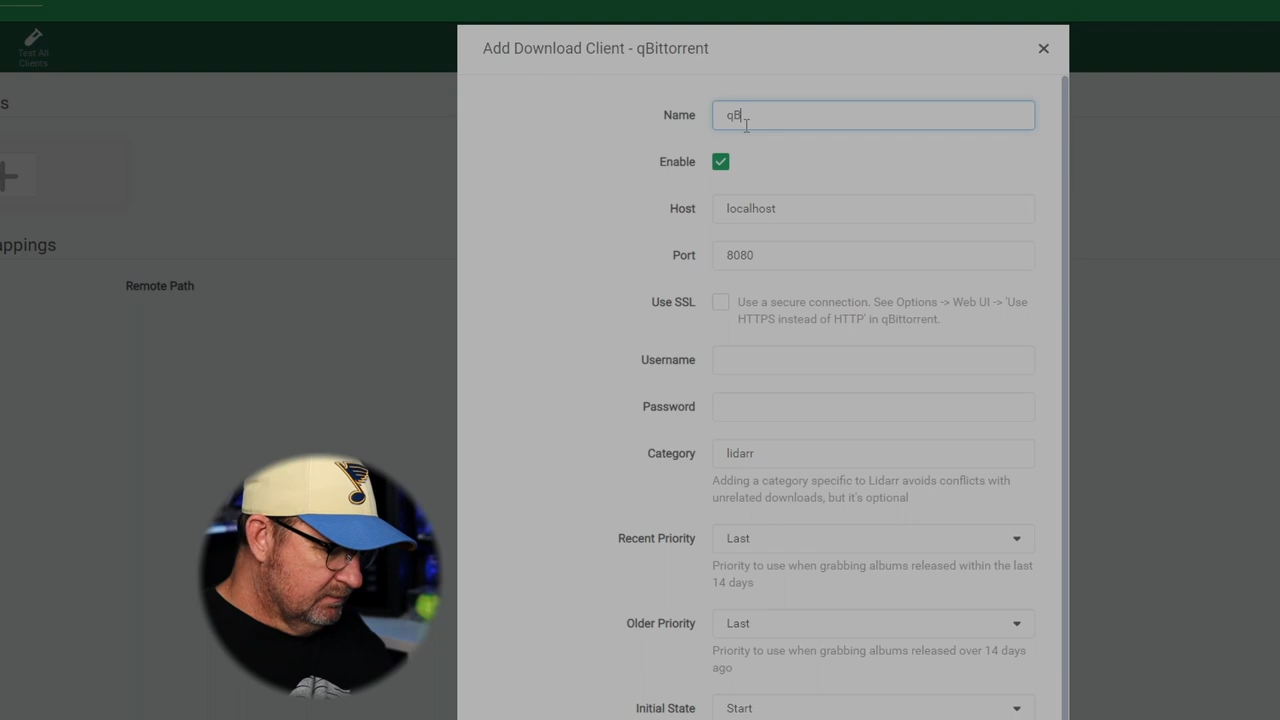 Test All
Clients
s
appings
Remote Path
Add Download Client - qBittorrent
Name
qB
Enable
Host
localhost
Port
8080
Use SSL
Use a secure connection. See Options -> Web UI -> 'Use
HTTPS instead of HTTP' in qBittorrent.
Username
Password
Category
lidarr
Adding a category specific to Lidarr avoids conflicts with
unrelated downloads, but it's optional
Recent Priority
Last
Priority to use when grabbing albums released within the last
14 days
Older Priority
Last
Priority to use when grabbing albums released over 14 days
ago
Initial State
Start